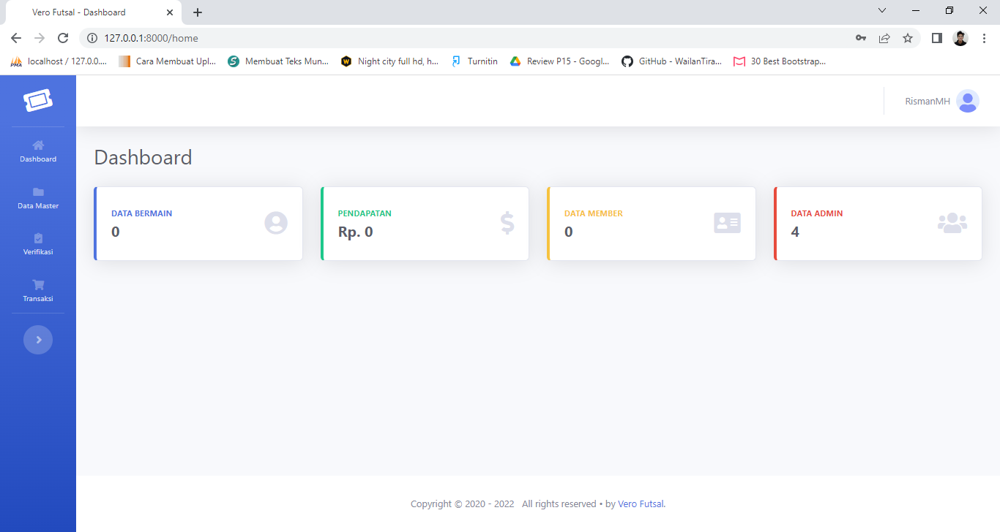 Vero Futsal - Dashboard
127.0.0.1:8000/home
PMA localhost / 127.0.0....
Cara Membuat Upl...
S Membuat Teks Mun...
W Night city full hd, h...
Turnitin
Review P15 - Googl...
GitHub - WailanTira...
30 Best Bootstrap...
RismanMH
Dashboard
Data Master
Verifikasi
Transaksi
Dashboard
DATA BERMAIN
0
PENDAPATAN
Rp. 0
$
DATA MEMBER
0
DATA ADMIN
4
Copyright © 2020 - 2022 All rights reserved • by Vero Futsal.